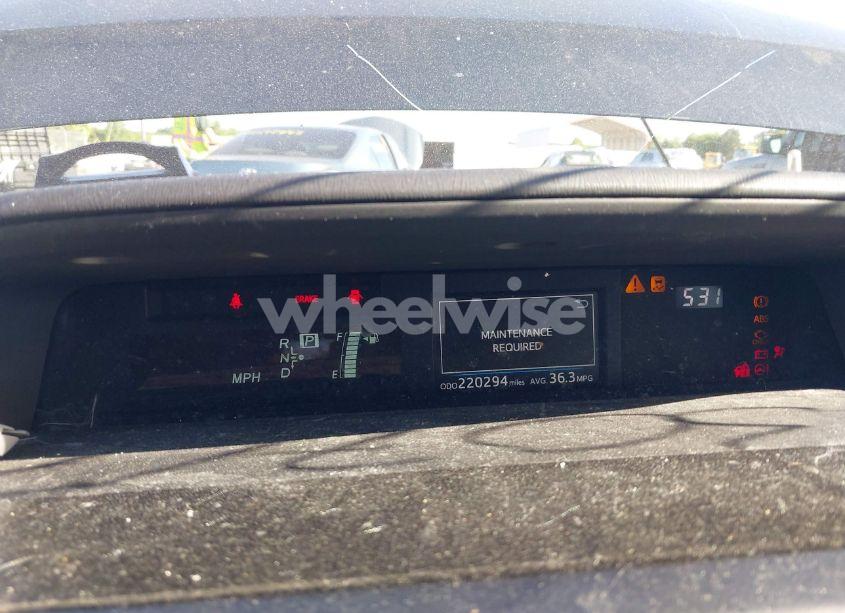 wheelwise
BRAKE
531
R P F
N
D
MPH E
MAINTENANCE
REQUIRED
ABS
ODO 220294 miles AVG. 36.3 MPG